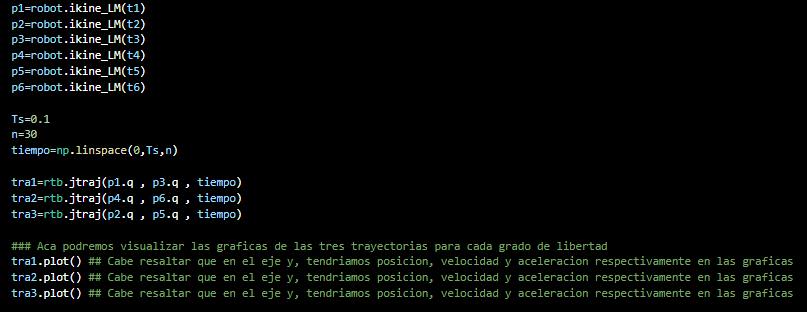 p1=robot.ikine_LM(t1)
p2=robot.ikine_LM(t2)
p3=robot.ikine_LM(t3)
p4=robot.ikine_LM(t4)
p5=robot.ikine_LM(t5)
p6=robot.ikine_LM(t6)
Ts=0.1
n=30
tiempo=np.linspace(0,Ts,n)
tra1=rtb.jtraj(p1.q , p3.q , tiempo)
tra2=rtb.jtraj(p4.q , p6.q , tiempo)
tra3=rtb.jtraj(p2.q , p5.q , tiempo)
### Aca podremos visualizar las graficas de las tres trayectorias para cada grado de libertad
tra1.plot() ## Cabe resaltar que en el eje y, tendriamos posicion, velocidad y aceleracion respectivamente en las graficas
tra2.plot() ## Cabe resaltar que en el eje y, tendriamos posicion, velocidad y aceleracion respectivamente en las graficas
tra3.plot() ## Cabe resaltar que en el eje y, tendriamos posicion, velocidad y aceleracion respectivamente en las graficas